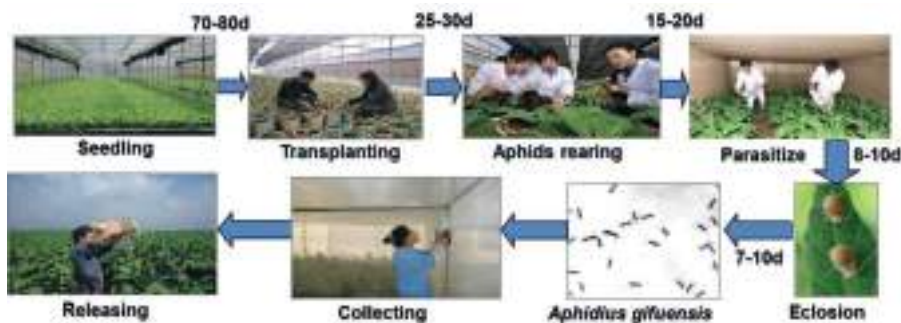 70-80d
25-30d
15-20d
Seedling
Transplanting
Aphids rearing
Parasitize
8-10d
7-10d
Releasing
Collecting
Aphidius gifuensis
Eclosion